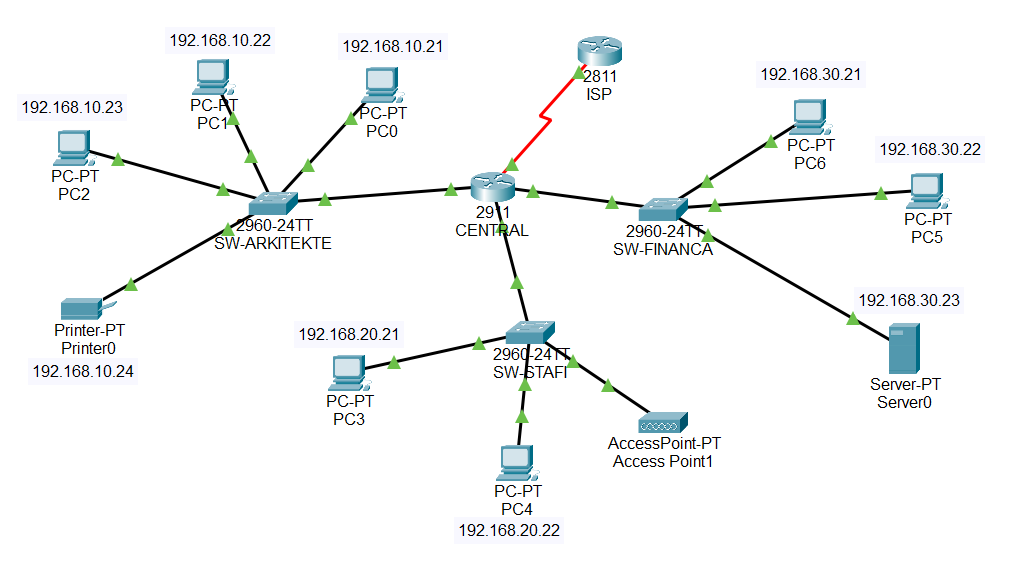 192.168.10.22
PC-PT
PC1
192.168.10.21
PC-PT
PC0
192.168.10.23
PC-PT
PC2
2960-24TT
SW-ARKITEKTE
Printer-PT
Printer0
192.168.10.24
2811
ISP
2911
CENTRAL
192.168.30.21
PC-PT
PC6
192.168.30.22
PC-PT
PC5
2960-24TT
SW-FINANCA
192.168.30.23
Server-PT
Server0
192.168.20.21
PC-PT
PC3
2960-24TT
SW-STAFI
AccessPoint-PT
Access Point1
PC-PT
PC4
192.168.20.22